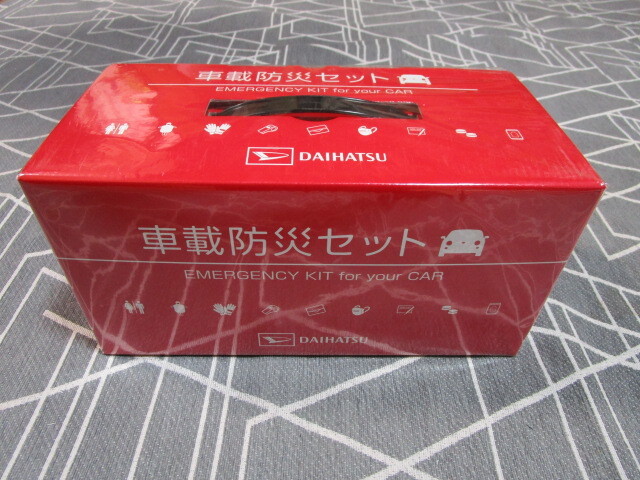 車載防災セット
EMERGENCY KIT for your CAR
DAIHATSU
車載防災セット
EMERGENCY KIT for your CAR
DAIHATSU